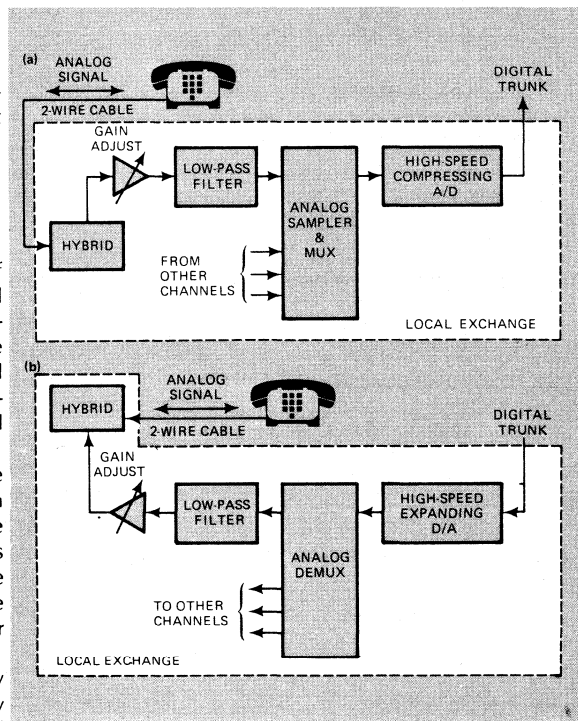 (a)
ANALOG
SIGNAL
2-WIRE CABLE
DIGITAL
TRUNK
GAIN
ADJUST
LOW-PASS
FILTER
HYBRID
ANALOG
SAMPLER
&
MUX
HIGH-SPEED
COMPRESSING
A/D
FROM
OTHER
CHANNELS
LOCAL EXCHANGE
(b)
HYBRID
ANALOG
SIGNAL
2-WIRE CABLE
DIGITAL
TRUNK
GAIN
ADJUST
LOW-PASS
FILTER
ANALOG
DEMUX
HIGH-SPEED
EXPANDING
D/A
TO OTHER
CHANNELS
LOCAL EXCHANGE